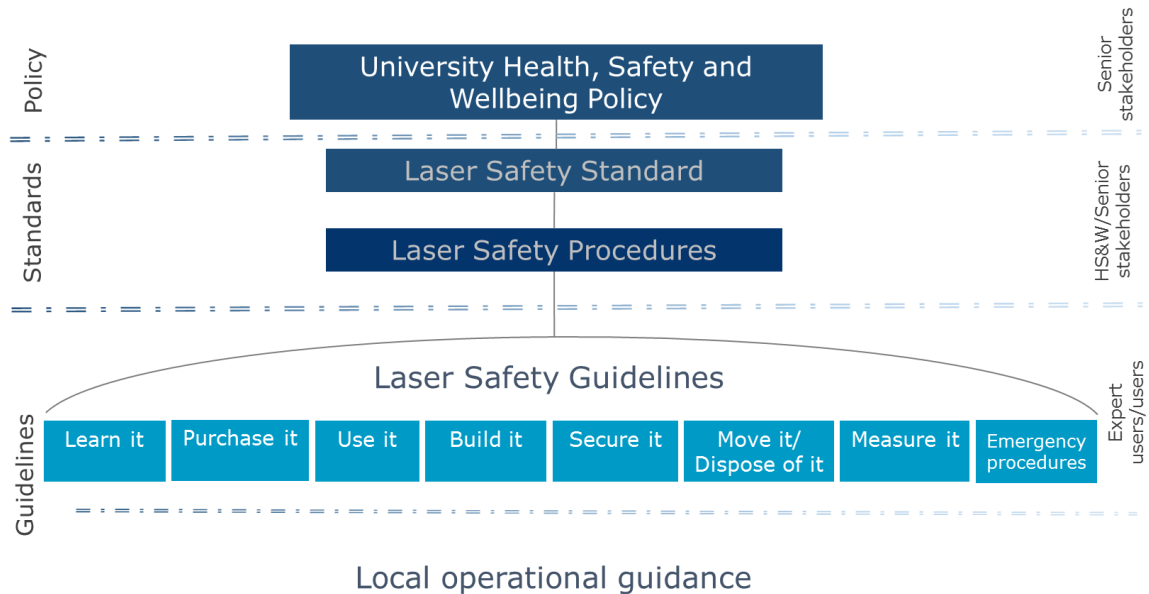 Policy
University Health, Safety and
Wellbeing Policy
Senior
stakeholders
Standards
Laser Safety Standard
Laser Safety Procedures
HS&W/Senior
stakeholders
Guidelines
Laser Safety Guidelines
Learn it
Purchase it
Use it
Build it
Secure it
Move it/
Dispose of it
Measure it
Emergency
procedures
Expert
users/users
Local operational guidance